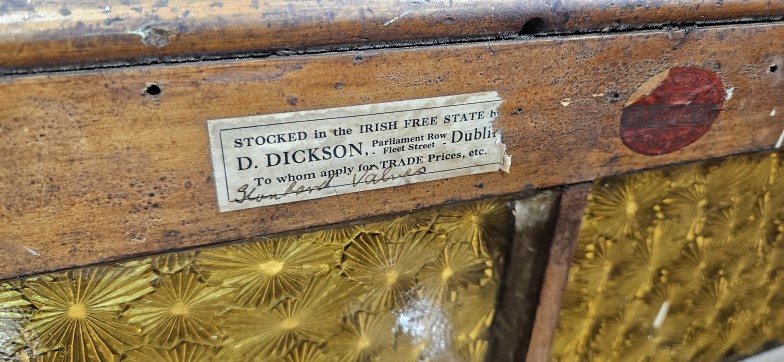 STOCKED in the IRISH FREE STATE b
D. DICKSON, Parliament Row Fleet Street Dublin
To whom apply for TRADE Prices, etc.
Standard Valves